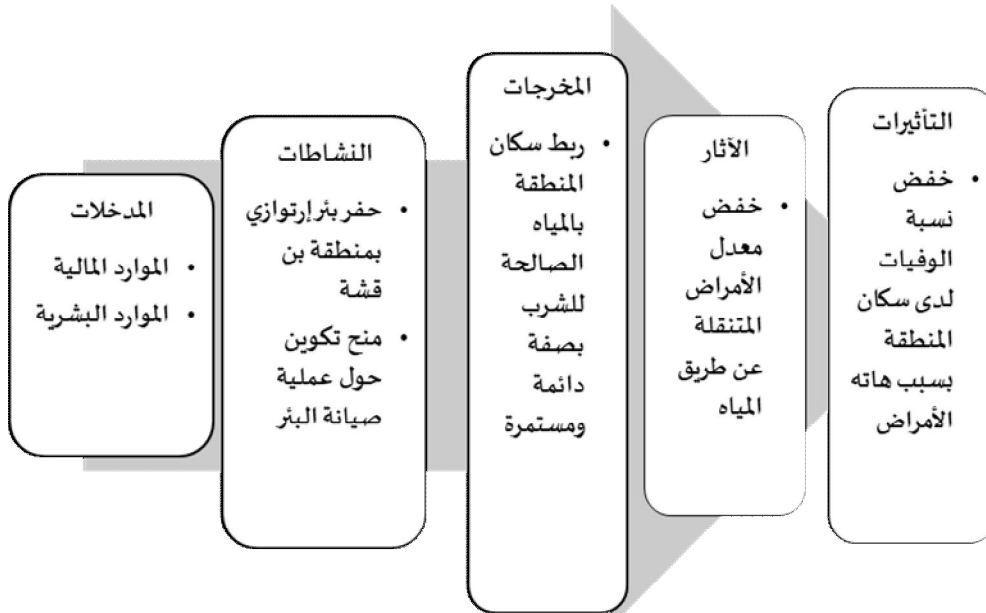 المدخلات
• الموارد المالية
• الموارد البشرية
النشاطات
• حفر بئر إرتوازي
بمنطقة بن
قشة
• منح تكوين
حول عملية
صيانة البئر
المخرجات
• ربط سكان
المنطقة
بالمياه
الصالحة
للشرب
بصفة
دائمة
ومستمرة
الآثار
• خفض
معدل
الأمراض
المتنقلة
عن طريق
المياه
التأثيرات
• خفض
نسبة
الوفيات
لدى سكان
المنطقة
بسبب هاته
الأمراض